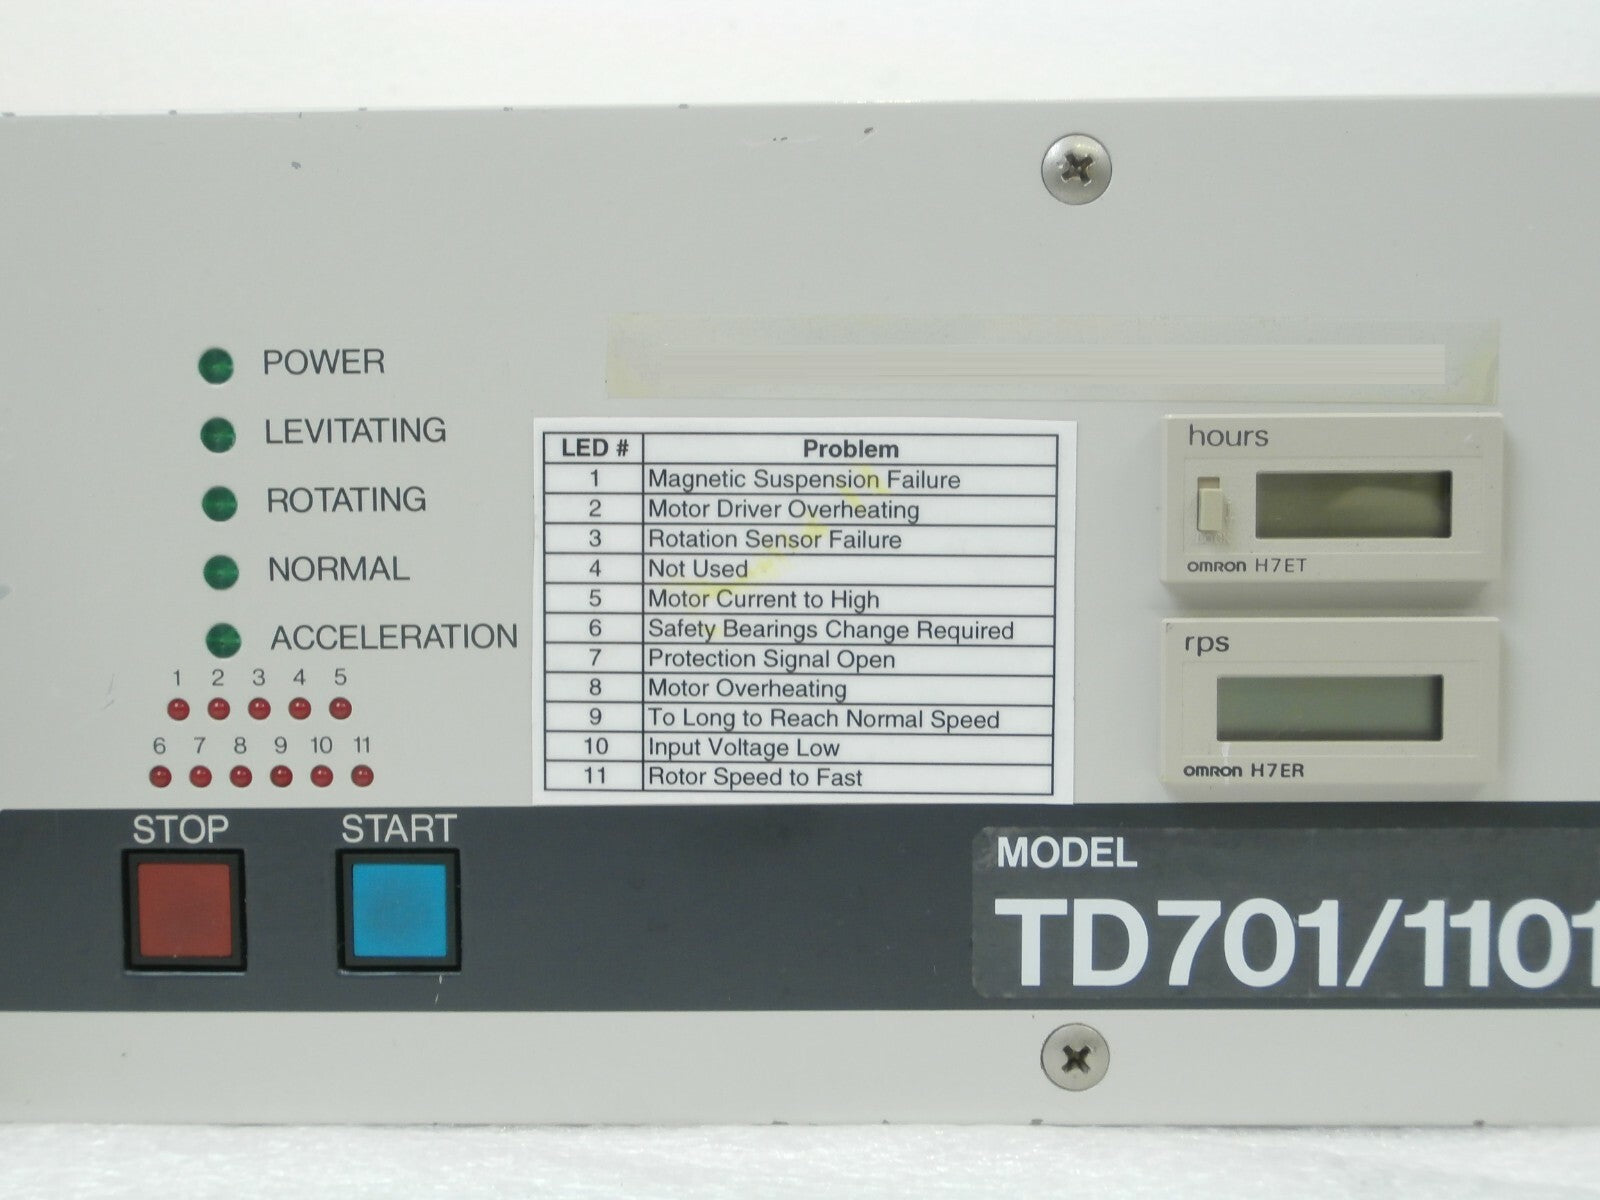 POWER
LEVITATING
ROTATING
NORMAL
ACCELERATION
1 2 3 4 5
6 7 8 9 10 11
STOP START
LED # Problem
1 Magnetic Suspension Failure
2 Motor Driver Overheating
3 Rotation Sensor Failure
4 Not Used
5 Motor Current to High
6 Safety Bearings Change Required
7 Protection Signal Open
8 Motor Overheating
9 To Long to Reach Normal Speed
10 Input Voltage Low
11 Rotor Speed to Fast
hours
omron H7ET
rps
omron H7ER
MODEL
TD701/1101